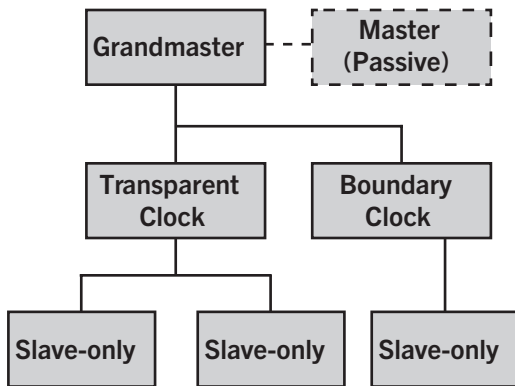 Grandmaster
Master
(Passive)
Transparent
Clock
Boundary
Clock
Slave-only
Slave-only
Slave-only